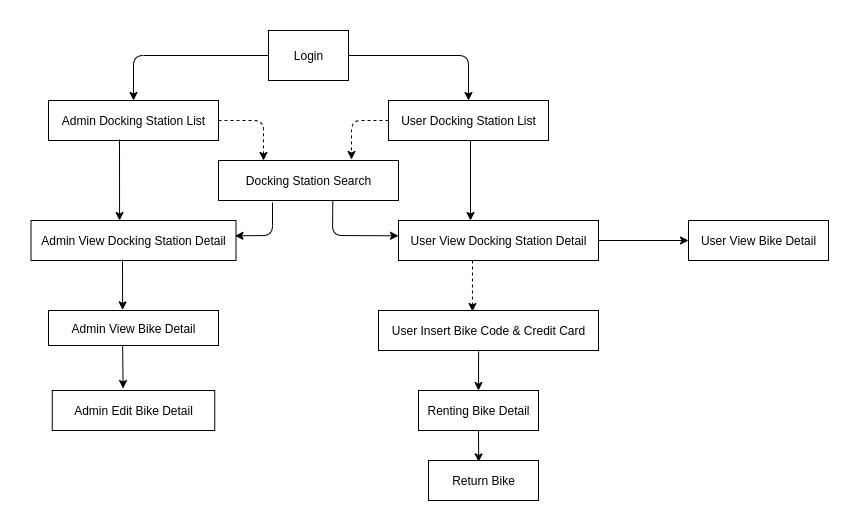 Login
Admin Docking Station List
User Docking Station List
Docking Station Search
Admin View Docking Station Detail
User View Docking Station Detail
User View Bike Detail
Admin View Bike Detail
User Insert Bike Code & Credit Card
Admin Edit Bike Detail
Renting Bike Detail
Return Bike